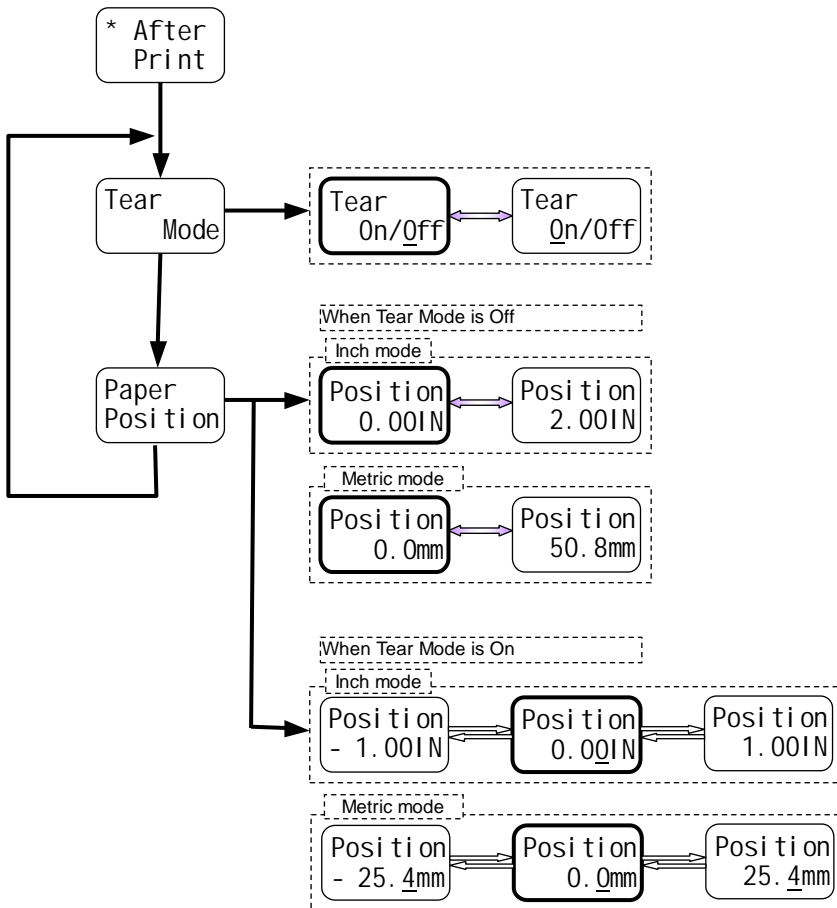 * After
Print
Tear
Mode
Tear
On/Off
Tear
On/Off
When Tear Mode is Off
Inch mode
Paper
Position
Position
0.00IN
Position
2.00IN
Metric mode
Position
0.0mm
Position
50.8mm
When Tear Mode is On
Inch mode
Position
- 1.00IN
Position
0.00IN
Position
1.00IN
Metric mode
Position
- 25.4mm
Position
0.0mm
Position
25.4mm